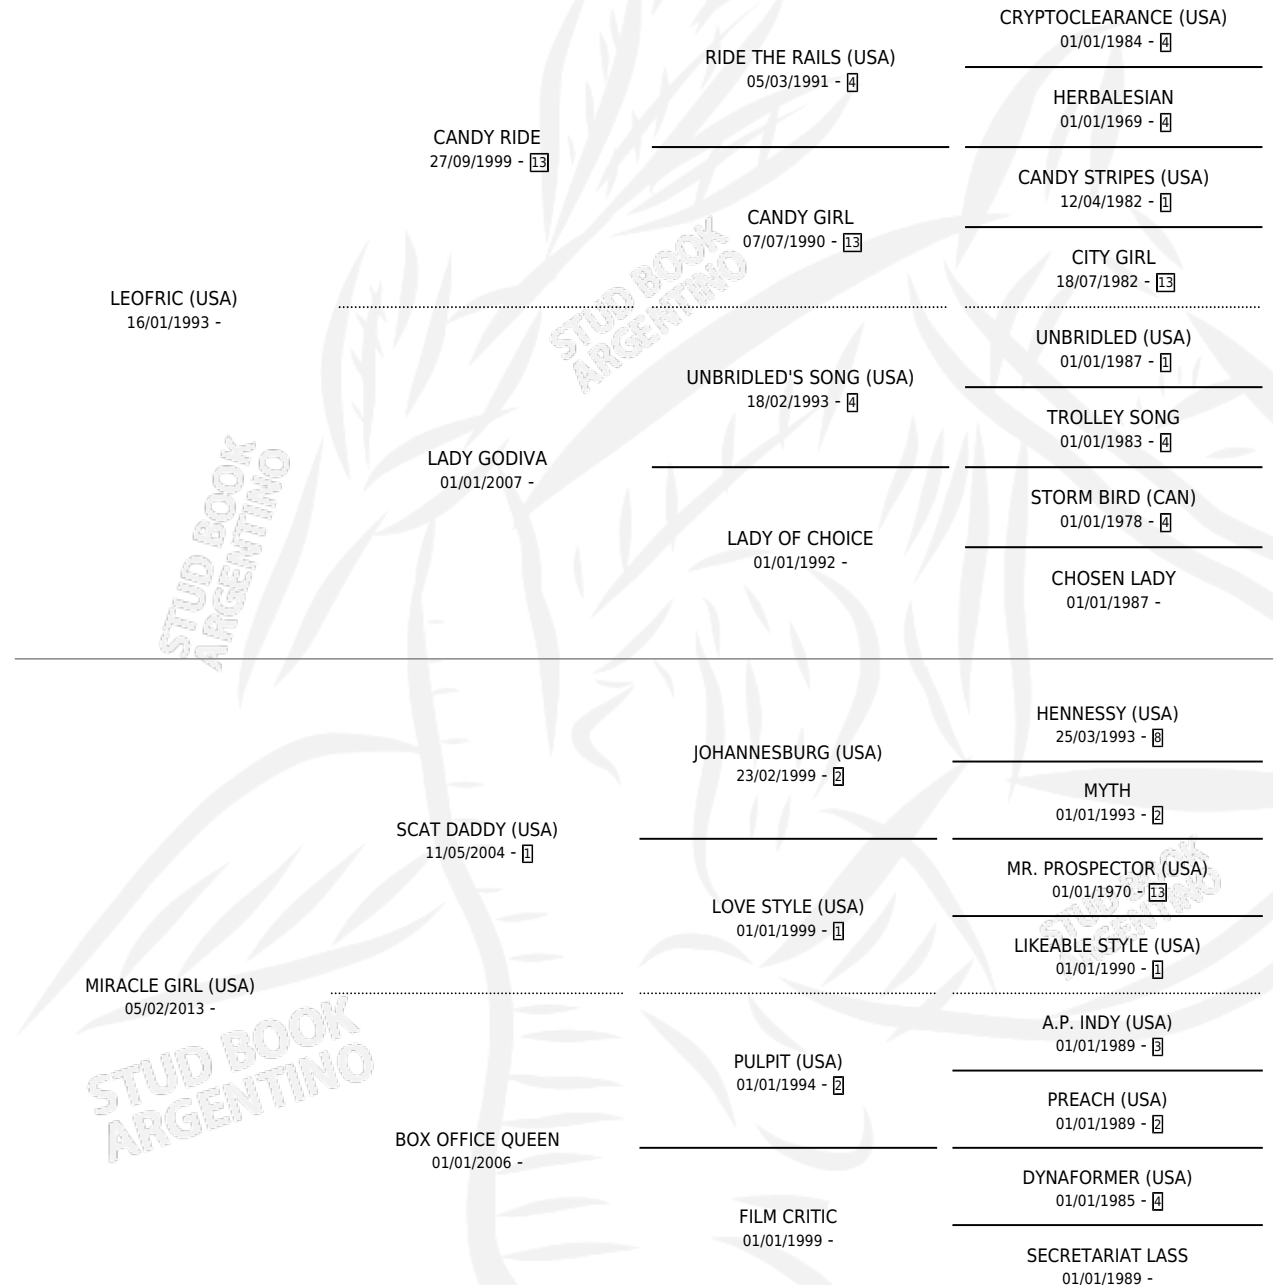 CRYPTOCLEARANCE (USA)
01/01/1984 - 4
RIDE THE RAILS (USA)
05/03/1991 - 4
HERBALESIAN
01/01/1969 - 4
CANDY RIDE
27/09/1999 - 13
CANDY STRIPES (USA)
12/04/1982 - 1
CANDY GIRL
07/07/1990 - 13
CITY GIRL
18/07/1982 - 13
LEOFRIC (USA)
16/01/1993 -
UNBRIDLED (USA)
01/01/1987 - 1
UNBRIDLED'S SONG (USA)
18/02/1993 - 4
TROLLEY SONG
01/01/1983 - 4
LADY GODIVA
01/01/2007 -
STORM BIRD (CAN)
01/01/1978 - 4
LADY OF CHOICE
01/01/1992 -
CHOSEN LADY
01/01/1987 -
HENNESSY (USA)
25/03/1993 - 8
JOHANNESBURG (USA)
23/02/1999 - 2
MYTH
01/01/1993 - 2
SCAT DADDY (USA)
11/05/2004 - 1
MR. PROSPECTOR (USA)
01/01/1970 - 13
LOVE STYLE (USA)
01/01/1999 - 1
LIKEABLE STYLE (USA)
01/01/1990 - 1
MIRACLE GIRL (USA)
05/02/2013 -
A.P. INDY (USA)
01/01/1989 - 3
PULPIT (USA)
01/01/1994 - 2
PREACH (USA)
01/01/1989 - 2
BOX OFFICE QUEEN
01/01/2006 -
DYNAFORMER (USA)
01/01/1985 - 4
FILM CRITIC
01/01/1999 -
SECRETARIAT LASS
01/01/1989 -
STUD BOOK
ARGENTINO
STUD BOOK
ARGENTINO
STUD BOOK
ARGENTINO
STUD BOOK
ARGENTINO